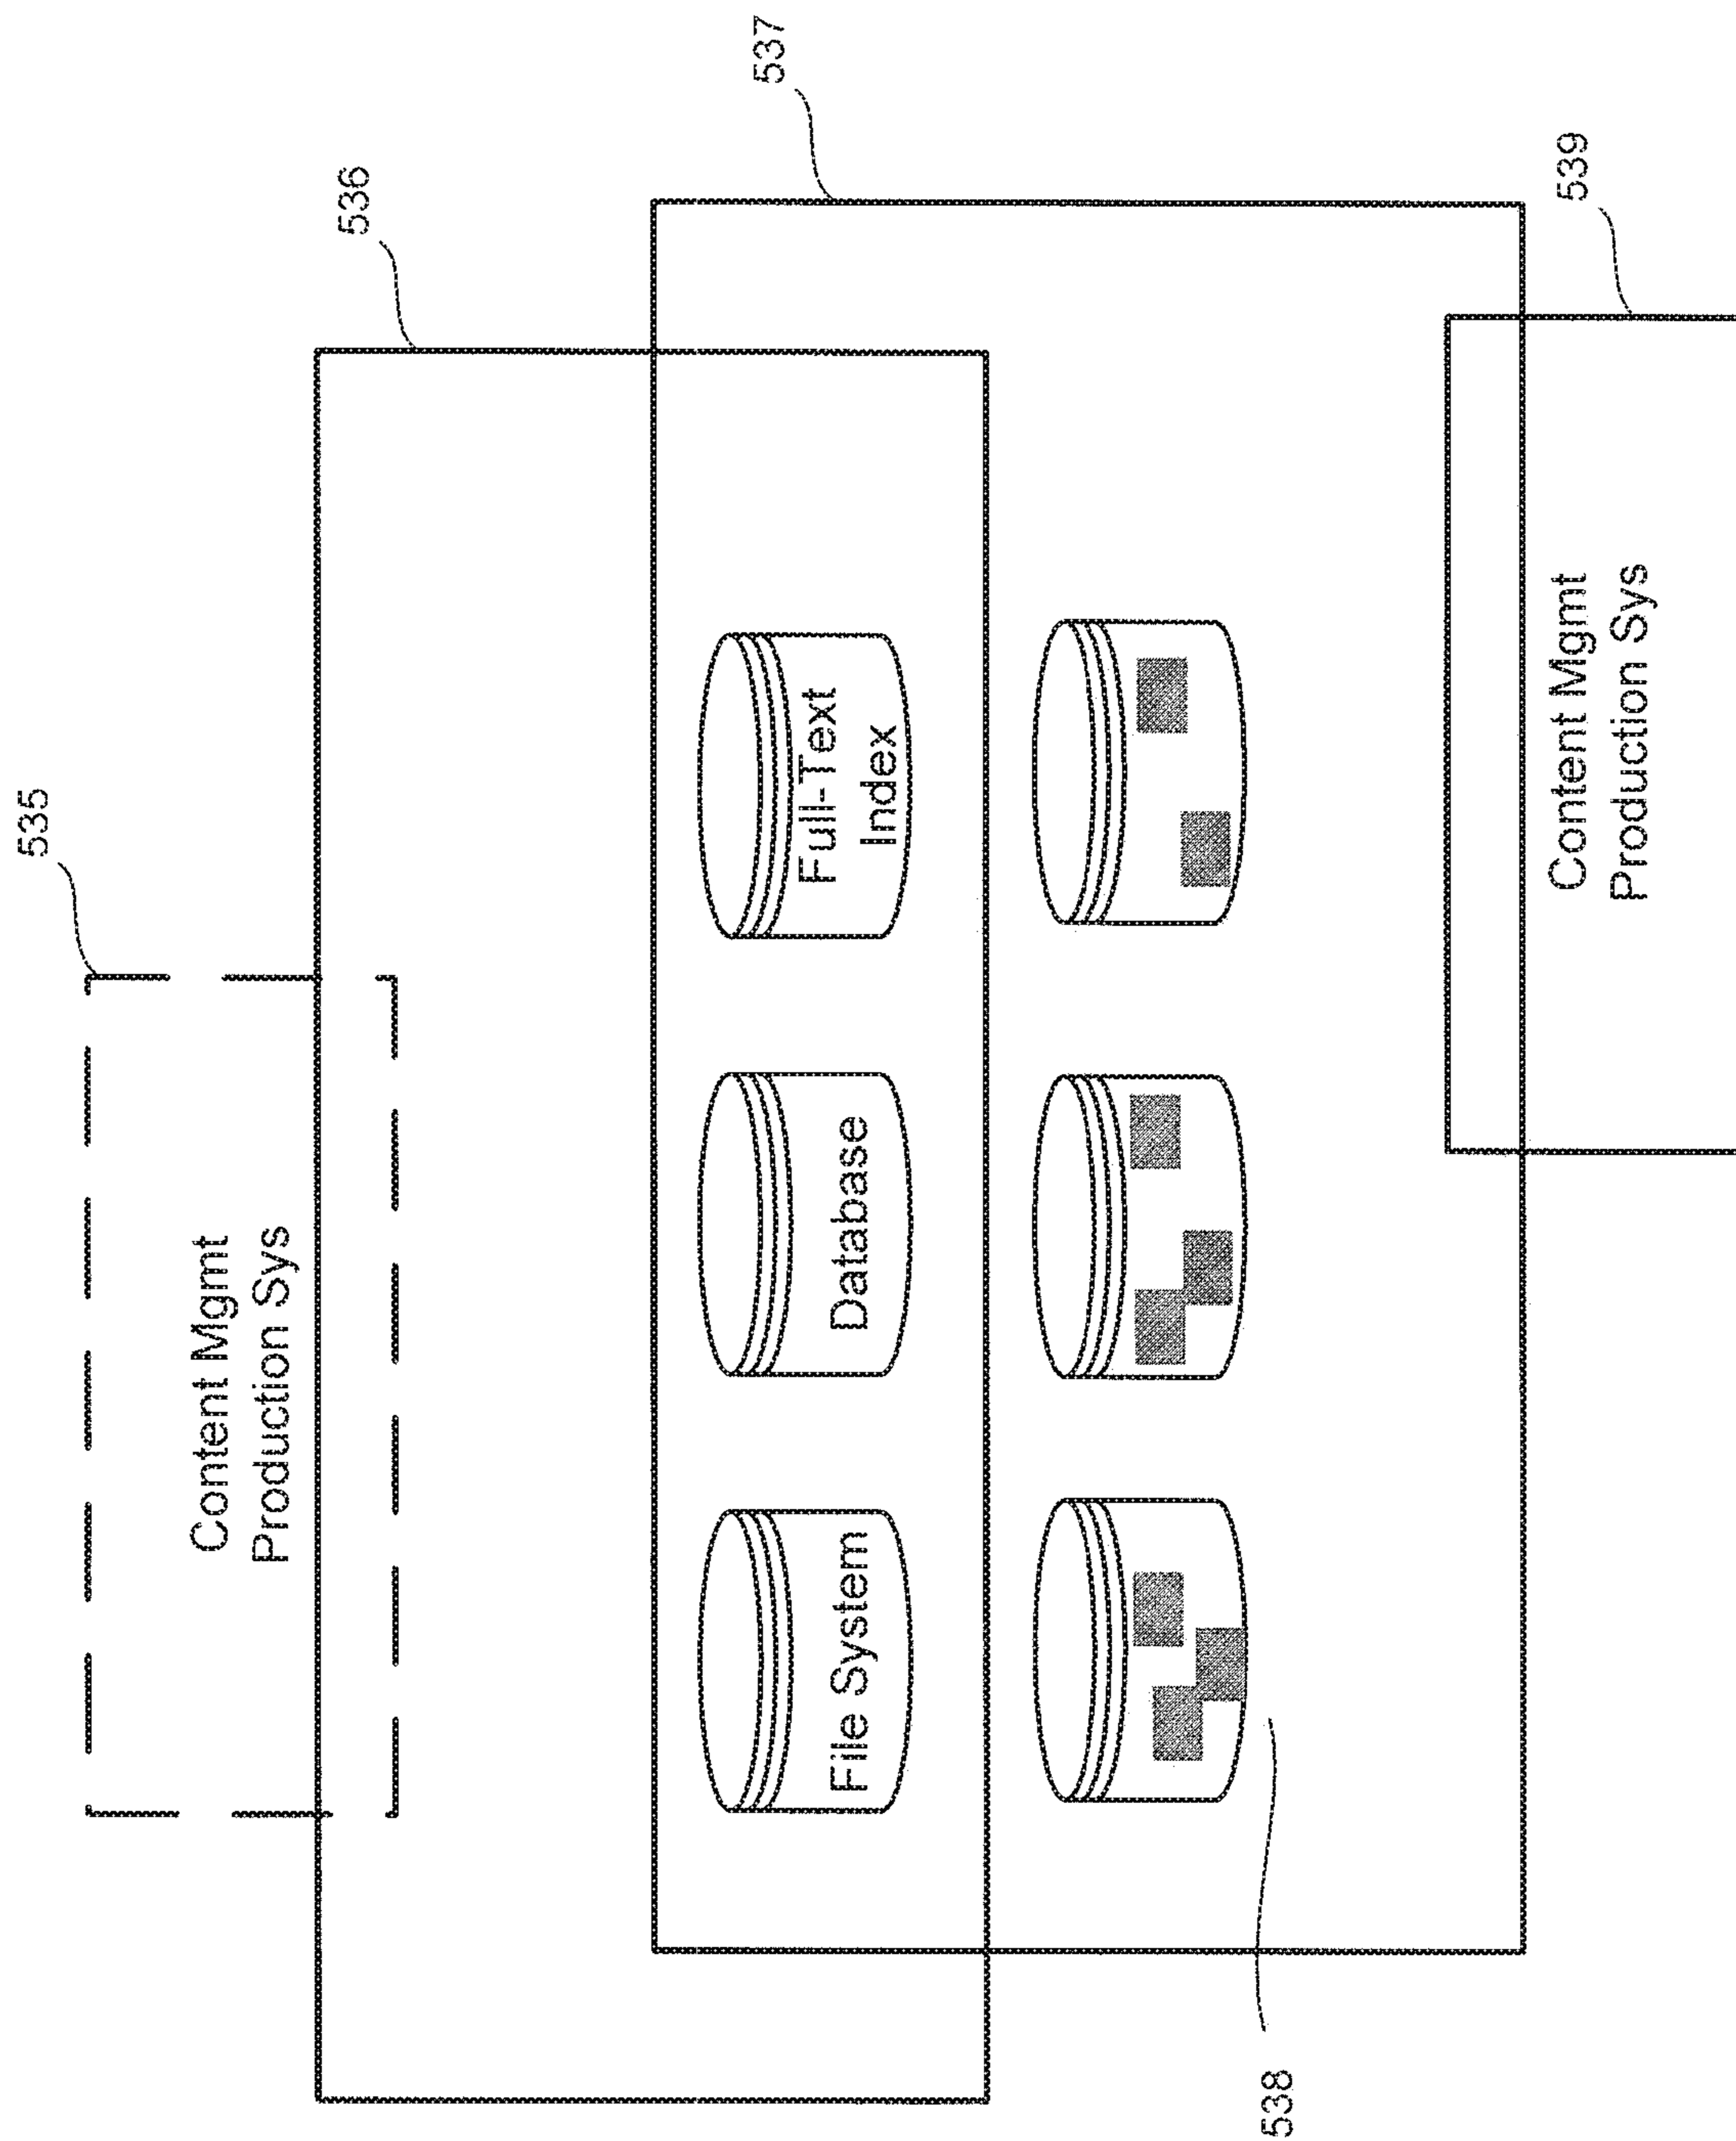 535
Content Mgmt
Production Sys
536
537
File System
Database
Full-Text
Index
538
Content Mgmt
Production Sys
539